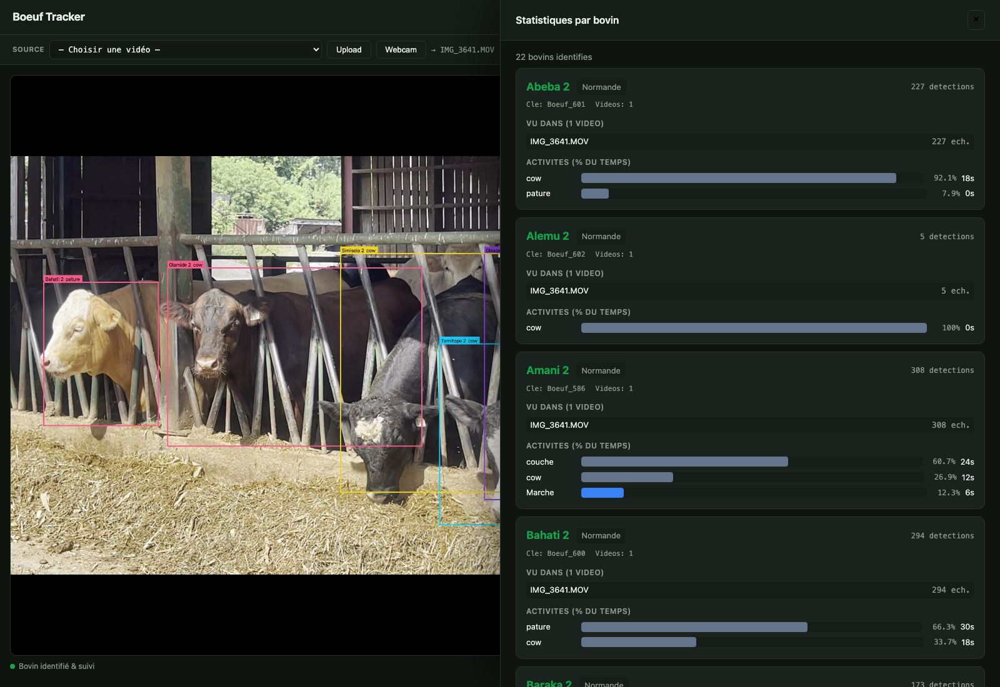 Boeuf Tracker
SOURCE — Choisir une vidéo — Upload Webcam → IMG_3641.MOV
Bahati 2 pature
Olamide 2 cow
Simisola 2 cow
Temitope 2 cow
Bovin identifié & suivi
Statistiques par bovin ×
22 bovins identifies
Abeba 2 Normande 227 detections
Cle: Boeuf_601 Videos: 1
VU DANS (1 VIDEO)
IMG_3641.MOV 227 ech.
ACTIVITES (% DU TEMPS)
cow 92.1% 18s
pature 7.9% 0s
Alemu 2 Normande 5 detections
Cle: Boeuf_602 Videos: 1
VU DANS (1 VIDEO)
IMG_3641.MOV 5 ech.
ACTIVITES (% DU TEMPS)
cow 100% 0s
Amani 2 Normande 308 detections
Cle: Boeuf_586 Videos: 1
VU DANS (1 VIDEO)
IMG_3641.MOV 308 ech.
ACTIVITES (% DU TEMPS)
couche 60.7% 24s
cow 26.9% 12s
Marche 12.3% 6s
Bahati 2 Normande 294 detections
Cle: Boeuf_600 Videos: 1
VU DANS (1 VIDEO)
IMG_3641.MOV 294 ech.
ACTIVITES (% DU TEMPS)
pature 66.3% 30s
cow 33.7% 18s
Baraka 2 Normande 173 detections